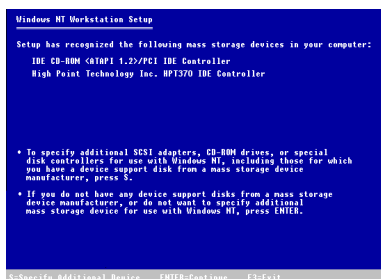 Windows NT Workstation Setup
Setup has recognized the following mass storage devices in your computer:
IDE CD-ROM <ATAPI 1.2>/PCI IDE Controller
High Point Technology Inc. HPT370 IDE Controller
• To specify additional SCSI adapters, CD-ROM drives, or special
disk controllers for use with Windows NT, including those for which
you have a device support disk from a mass storage device
manufacturer, press S.
• If you do not have any device support disks from a mass storage
device manufacturer, or do not want to specify additional
mass storage device for use with Windows NT, press ENTER.
S=Specify Additional Device ENTER=Continue F3=Exit